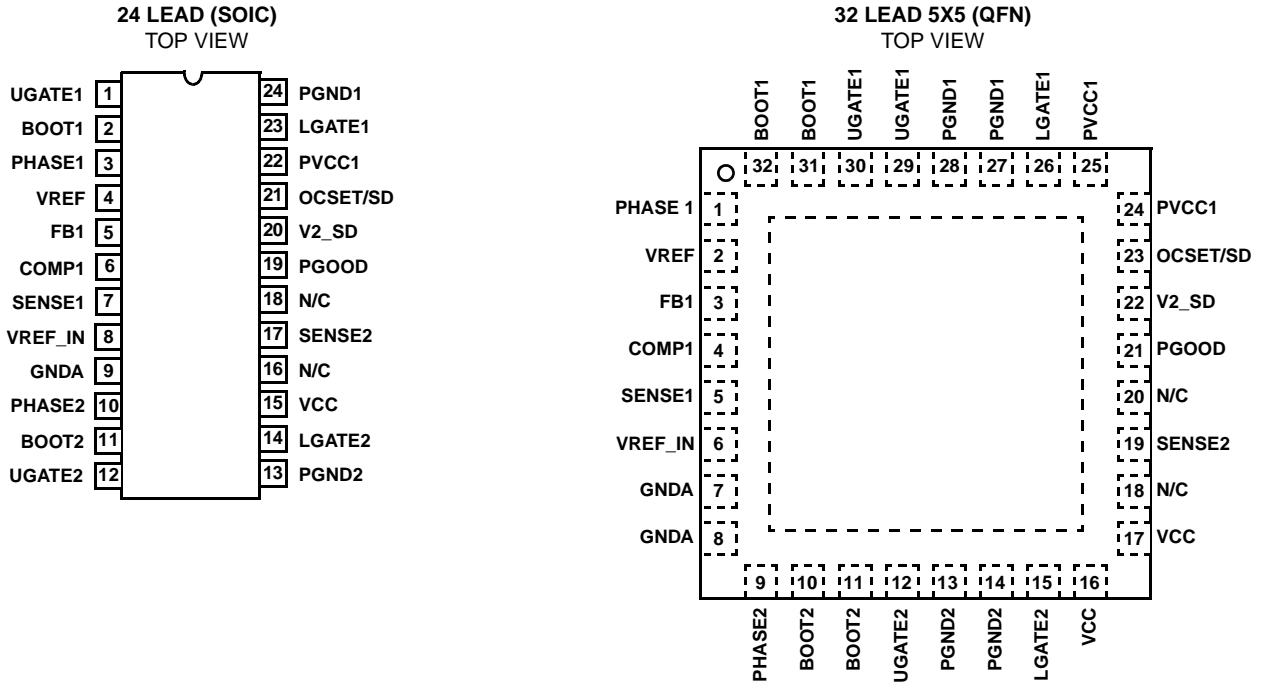 24 LEAD (SOIC)
TOP VIEW
UGATE1 1
BOOT1 2
PHASE1 3
VREF 4
FB1 5
COMP1 6
SENSE1 7
VREF_IN 8
GNDA 9
PHASE2 10
BOOT2 11
UGATE2 12
24 PGND1
23 LGATE1
22 PVCC1
21 OCSET/SD
20 V2_SD
19 PGOOD
18 N/C
17 SENSE2
16 N/C
15 VCC
14 LGATE2
13 PGND2
32 LEAD 5X5 (QFN)
TOP VIEW
BOOT1 BOOT1 UGATE1 UGATE1 PGND1 PGND1 LGATE1 PVCC1
32 31 30 29 28 27 26 25
PHASE 1 1
VREF 2
FB1 3
COMP1 4
SENSE1 5
VREF_IN 6
GNDA 7
GNDA 8
24 PVCC1
23 OCSET/SD
22 V2_SD
21 PGOOD
20 N/C
19 SENSE2
18 N/C
17 VCC
9 10 11 12 13 14 15 16
PHASE2 BOOT2 BOOT2 UGATE2 PGND2 PGND2 LGATE2 VCC